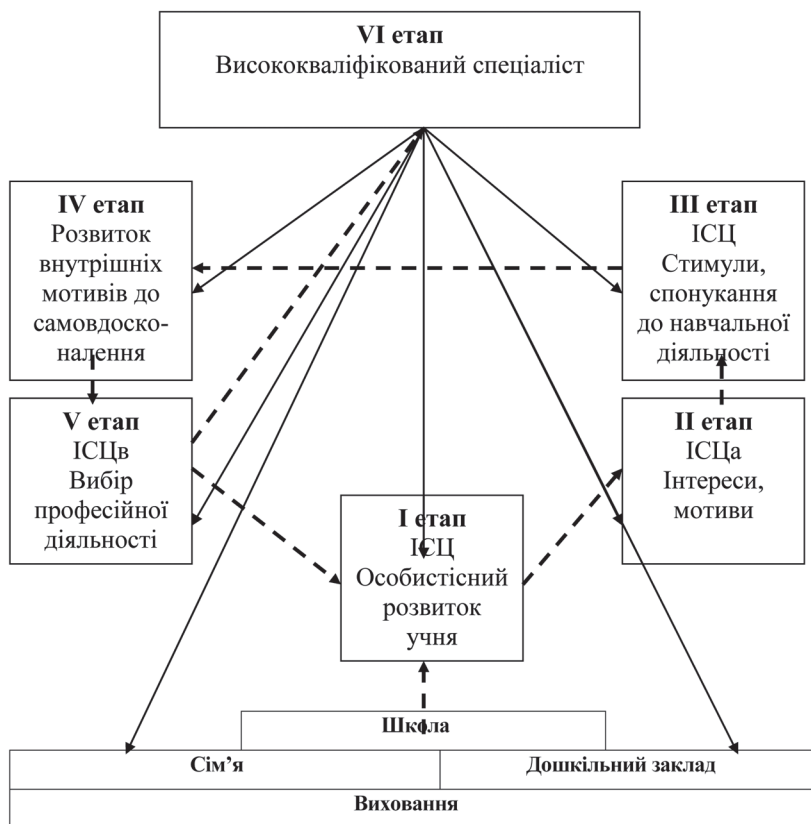 VI етап
Висококваліфікований спеціаліст
IV етап
Розвиток
внутрішніх
мотивів до
самовдоско-
налення
III етап
ІСЦ
Стимули,
спонукання
до навчальної
діяльності
V етап
ІСЦв
Вибір
професійної
діяльності
II етап
ІСЦа
Інтереси,
мотиви
I етап
ІСЦ
Особистісний
розвиток
учня
Школа
Сім’я
Дошкільний заклад
Виховання